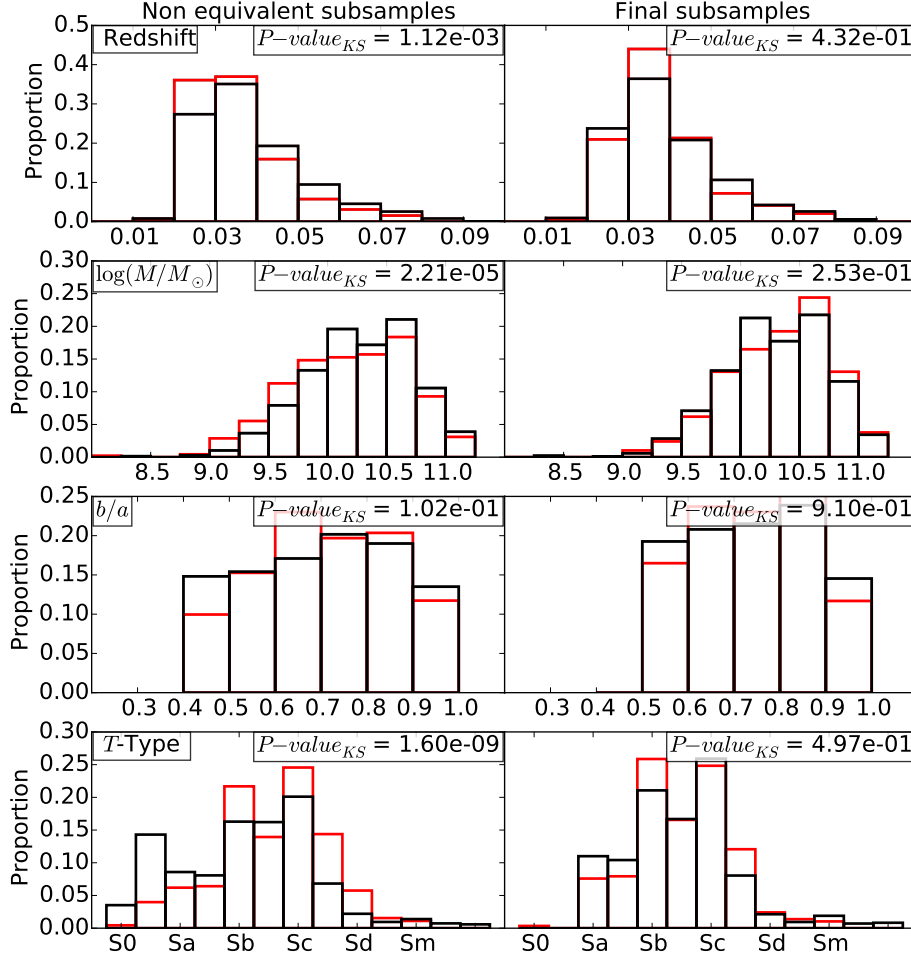 Non equivalent subsamples Final subsamples
Redshift P-value_KS = 1.12e-03 P-value_KS = 4.32e-01
0.5
0.4
0.3
0.2
0.1
0.0
Proportion
0.01 0.03 0.05 0.07 0.09 0.01 0.03 0.05 0.07 0.09
log(M/M⊙) P-value_KS = 2.21e-05 P-value_KS = 2.53e-01
0.30
0.25
0.20
0.15
0.10
0.05
0.00
Proportion
8.5 9.0 9.5 10.0 10.5 11.0 8.5 9.0 9.5 10.0 10.5 11.0
b/a P-value_KS = 1.02e-01 P-value_KS = 9.10e-01
0.25
0.20
0.15
0.10
0.05
0.00
Proportion
0.3 0.4 0.5 0.6 0.7 0.8 0.9 1.0 0.3 0.4 0.5 0.6 0.7 0.8 0.9 1.0
T-Type P-value_KS = 1.60e-09 P-value_KS = 4.97e-01
0.30
0.25
0.20
0.15
0.10
0.05
0.00
Proportion
S0 Sa Sb Sc Sd Sm S0 Sa Sb Sc Sd Sm